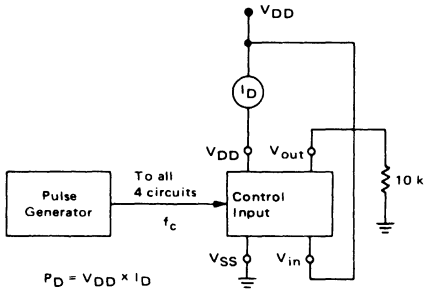 VDD
ID
VDD
Vout
To all
4 circuits
fc
Pulse
Generator
Control
Input
10 k
VSS
Vin
PD = VDD x ID